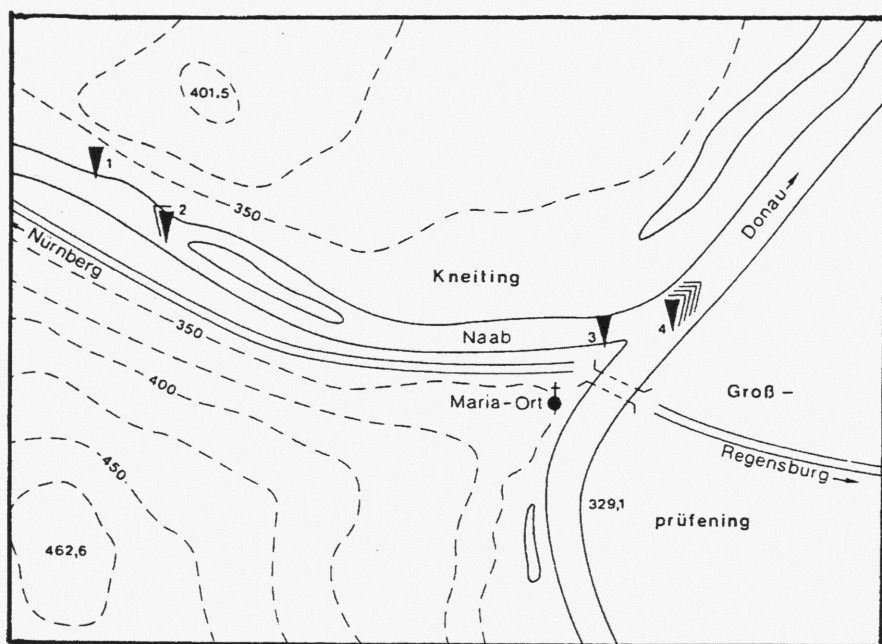 401.5
1
2
350
Donau
← Nürnberg
Kneiting
350
Naab
3
4
400
Maria-Ort
Groß –
450
Regensburg
329,1
prüfening
462,6